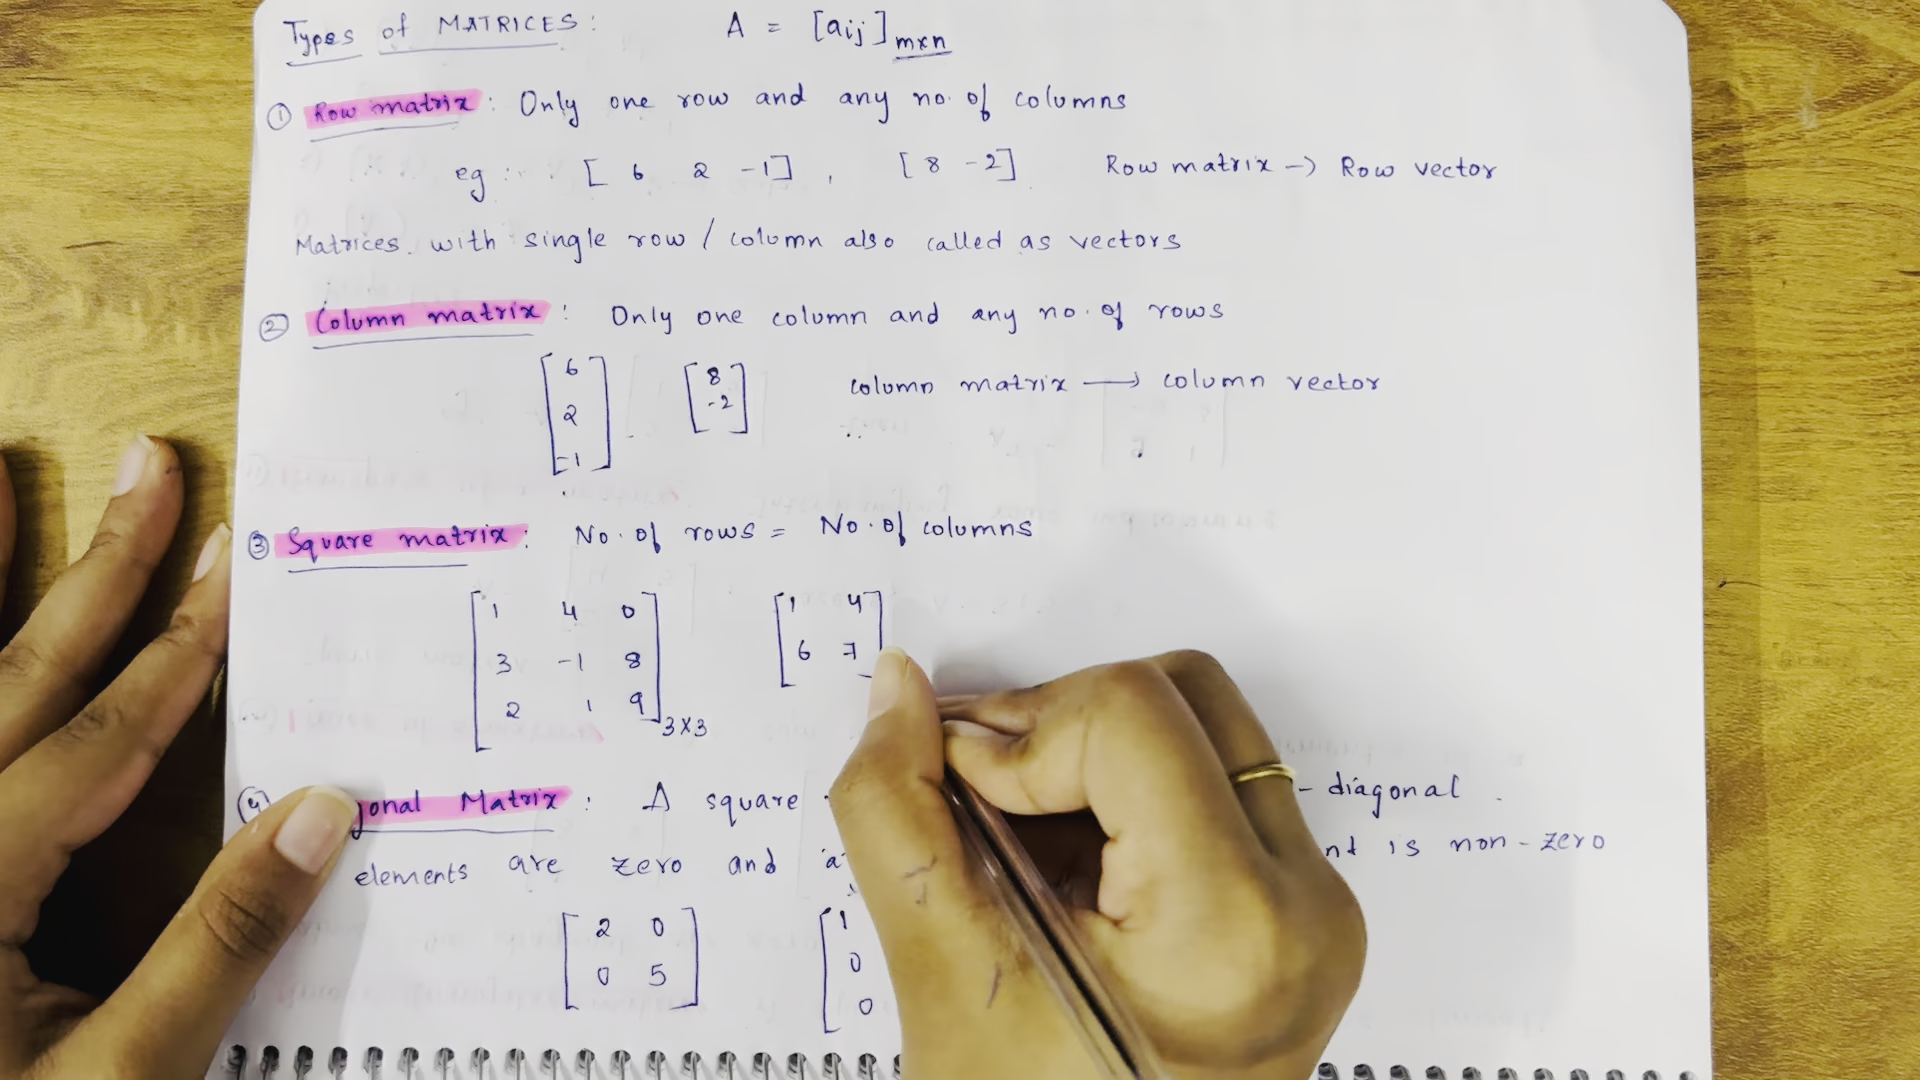 Types of MATRICES: A = [aij]mxn
① Row matrix: Only one row and any no. of columns
eg: [ 6 2 -1 ] , [ 8 -2 ] Row matrix -> Row vector
Matrices with single row / column also called as vectors
② Column matrix: Only one column and any no. of rows
6 8
2 -2 column matrix → column vector
-1
③ Square matrix: No. of rows = No. of columns
1 4 0 1 4
3 -1 8 6 7
2 1 9 3x3
④ gonal Matrix: A square - diagonal
elements are zero and is non-zero
2 0 1
0 5 0
0